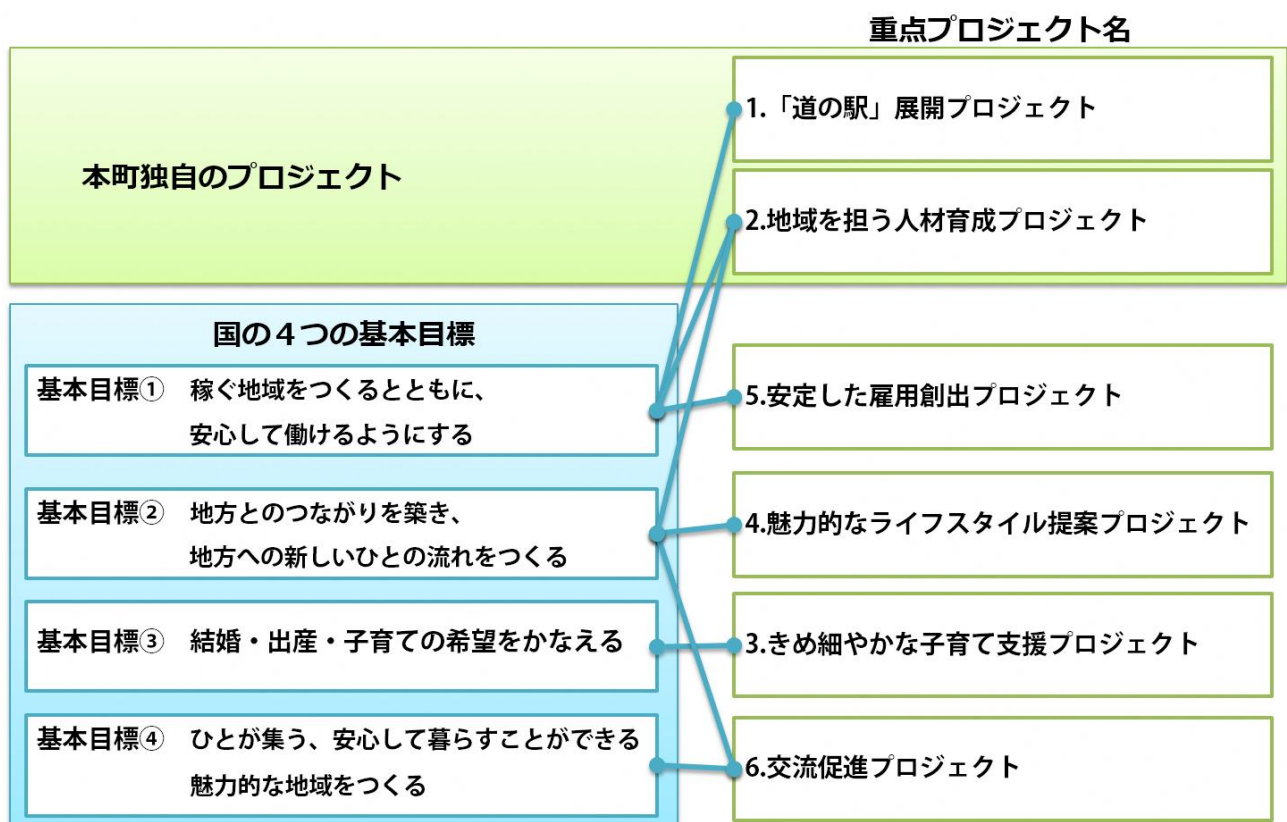 重点プロジェクト名
本町独自のプロジェクト
1.「道の駅」展開プロジェクト
2.地域を担う人材育成プロジェクト
国の４つの基本目標
基本目標① 稼ぐ地域をつくるとともに、
安心して働けるようにする
5.安定した雇用創出プロジェクト
基本目標② 地方とのつながりを築き、
地方への新しいひとの流れをつくる
4.魅力的なライフスタイル提案プロジェクト
基本目標③ 結婚・出産・子育ての希望をかなえる
3.きめ細やかな子育て支援プロジェクト
基本目標④ ひとが集う、安心して暮らすことができる
魅力的な地域をつくる
6.交流促進プロジェクト